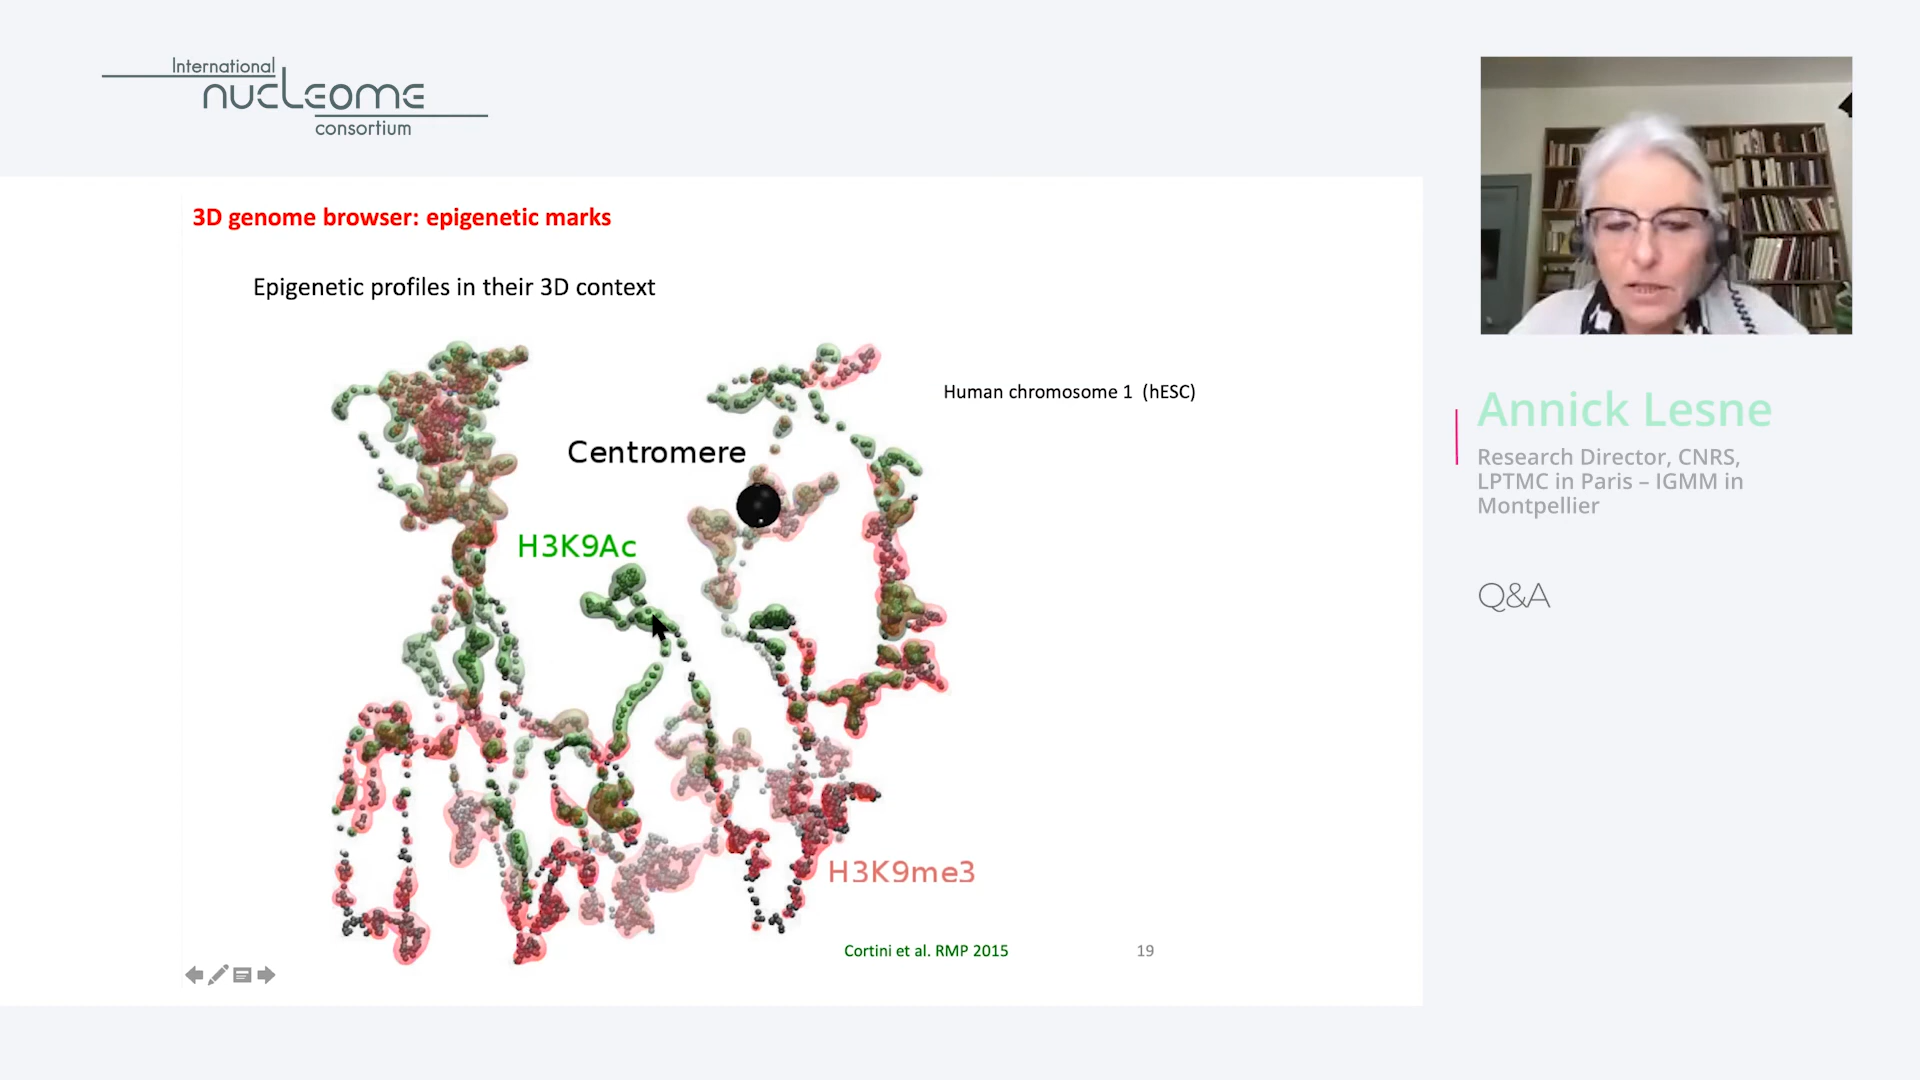 International
nucleome
consortium
3D genome browser: epigenetic marks
Epigenetic profiles in their 3D context
Human chromosome 1 (hESC)
Centromere
H3K9Ac
H3K9me3
Cortini et al. RMP 2015
19
Annick Lesne
Research Director, CNRS,
LPTMC in Paris – IGMM in
Montpellier
Q&A